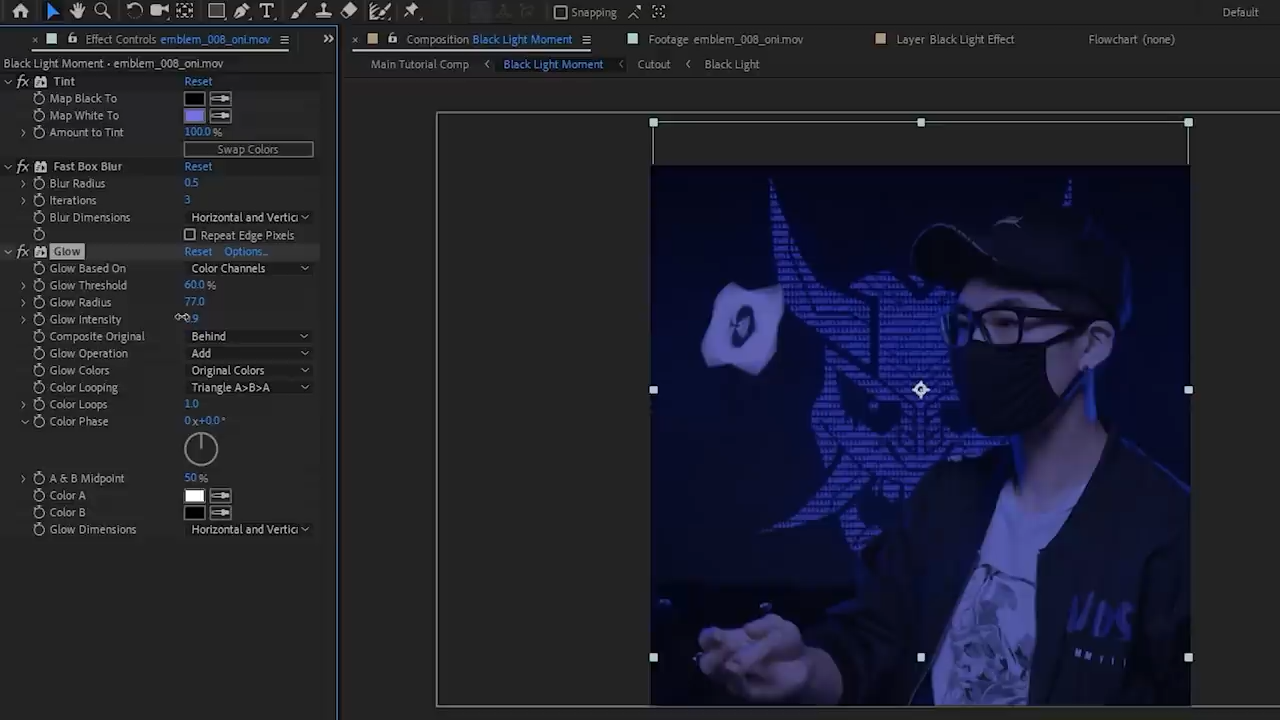 Snapping
Default
Effect Controls emblem_008_oni.mov
Composition Black Light Moment
Footage emblem_008_oni.mov
Layer Black Light Effect
Flowchart (none)
Black Light Moment • emblem_008_oni.mov
Main Tutorial Comp
Black Light Moment
Cutout
Black Light
fx Tint Reset
Map Black To
Map White To
Amount to Tint 100.0 %
Swap Colors
fx Fast Box Blur Reset
Blur Radius 0.5
Iterations 3
Blur Dimensions Horizontal and Vertic
Repeat Edge Pixels
fx Glow Reset Options...
Glow Based On Color Channels
Glow Threshold %
Glow Radius
Glow Intensity
Composite Original Behind
Glow Operation Add
Glow Colors Original Colors
Color Looping Triangle A>B>A
Color Loops 1.0
Color Phase 0x+0.0°
A & B Midpoint 50 %
Color A
Color B
Glow Dimensions Horizontal and Vertic